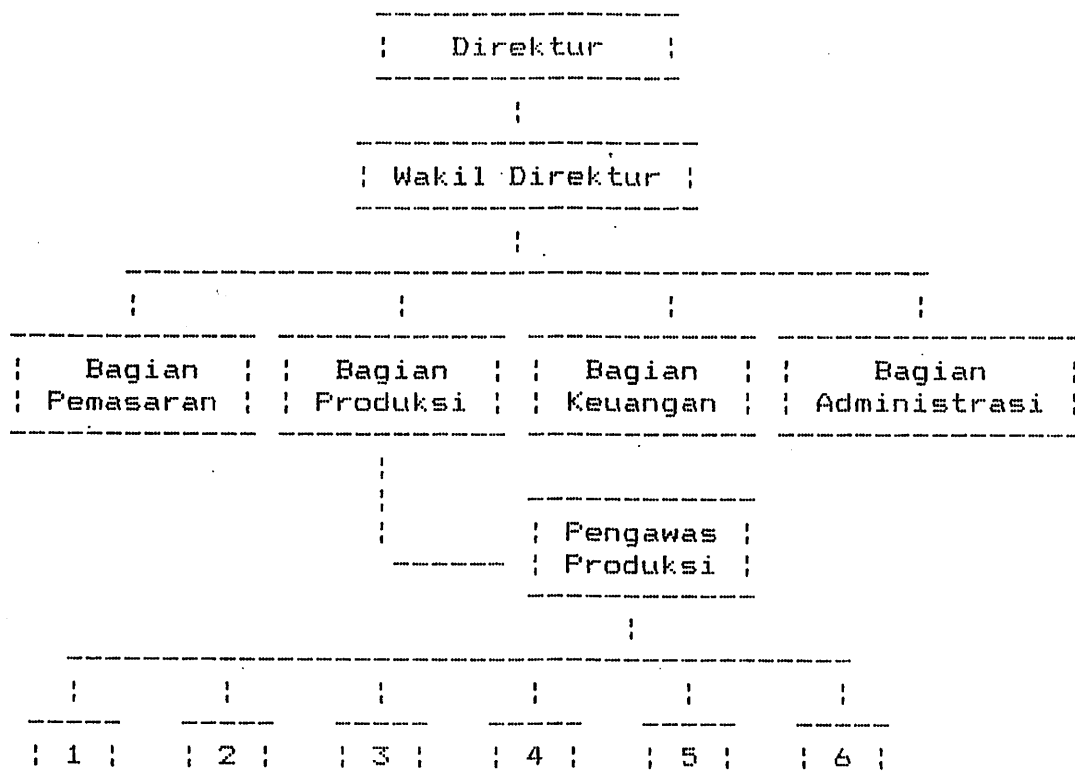 Direktur
Wakil Direktur
Bagian Bagian Bagian Bagian
Pemasaran Produksi Keuangan Administrasi
Pengawas
Produksi
1 2 3 4 5 6